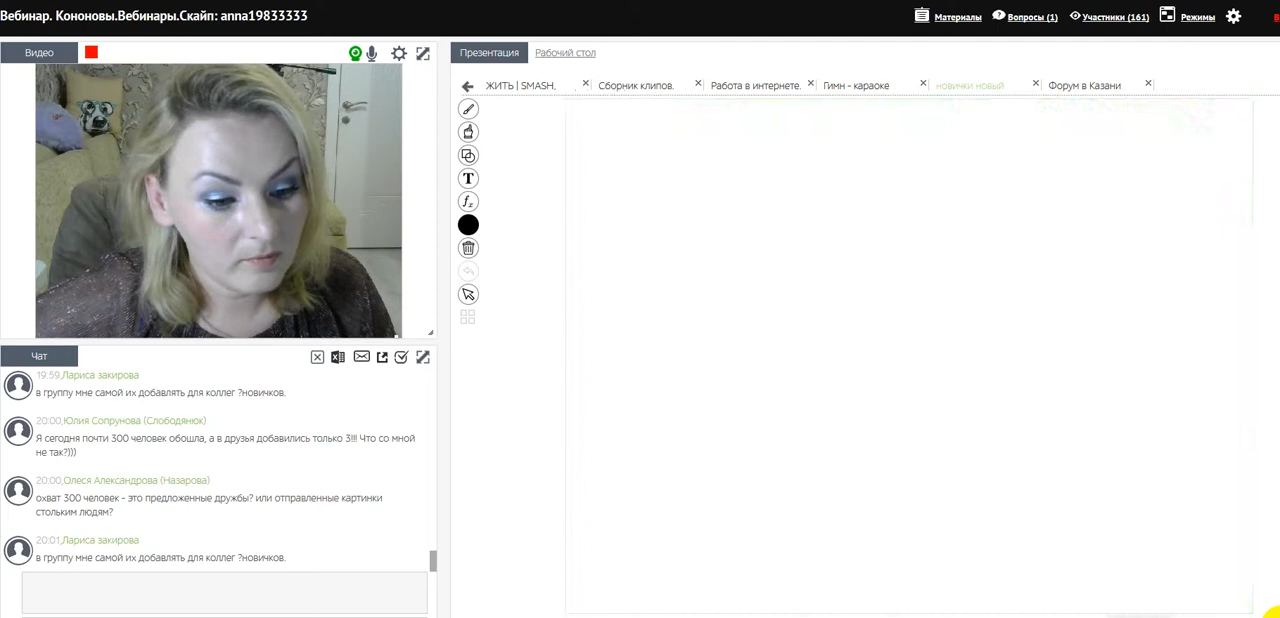 Вебинар. Кононовы.Вебинары.Скайп: anna19833333
Материалы
Вопросы (1)
Участники (161)
Режимы
Видео
Презентация
Рабочий стол
ЖИТЬ | SMASH,
Сборник клипов.
Работа в интернете.
Гимн - караоке
новички новый
Форум в Казани
T
fx
Чат
19:59,Лариса закирова
в группу мне самой их добавлять для коллег ?новичков.
20:00,Юлия Сопрунова (Слободянюк)
Я сегодня почти 300 человек обошла, а в друзья добавились только 3!!! Что со мной
не так?)))
20:00,Олеся Александрова (Назарова)
охват 300 человек - это предложенные дружбы? или отправленные картинки
стольким людям?
20:01,Лариса закирова
в группу мне самой их добавлять для коллег ?новичков.